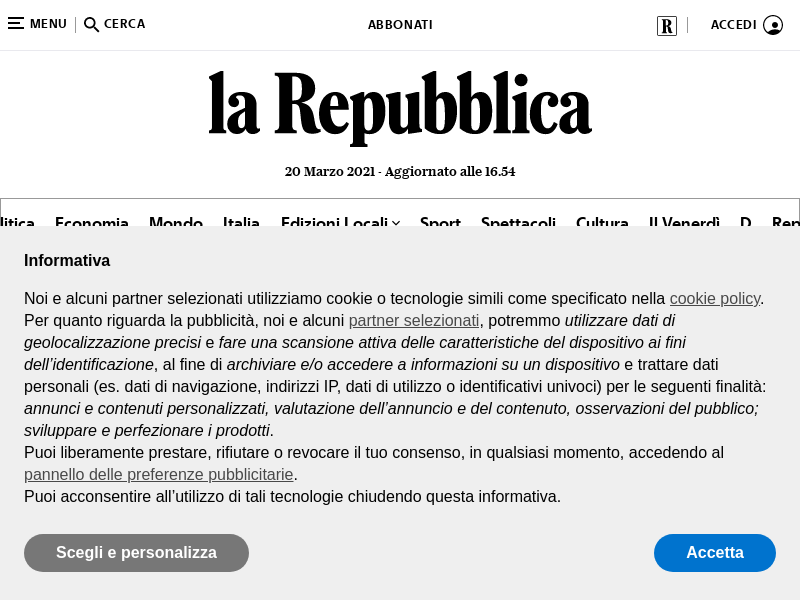 MENU CERCA ABBONATI R ACCEDI
la Repubblica
20 Marzo 2021 - Aggiornato alle 16.54
litica Economia Mondo Italia Edizioni Locali Sport Spettacoli Cultura Il Venerdì D Rep
Informativa
Noi e alcuni partner selezionati utilizziamo cookie o tecnologie simili come specificato nella cookie policy.
Per quanto riguarda la pubblicità, noi e alcuni partner selezionati, potremmo utilizzare dati di
geolocalizzazione precisi e fare una scansione attiva delle caratteristiche del dispositivo ai fini
dell’identificazione, al fine di archiviare e/o accedere a informazioni su un dispositivo e trattare dati
personali (es. dati di navigazione, indirizzi IP, dati di utilizzo o identificativi univoci) per le seguenti finalità:
annunci e contenuti personalizzati, valutazione dell’annuncio e del contenuto, osservazioni del pubblico;
sviluppare e perfezionare i prodotti.
Puoi liberamente prestare, rifiutare o revocare il tuo consenso, in qualsiasi momento, accedendo al
pannello delle preferenze pubblicitarie.
Puoi acconsentire all’utilizzo di tali tecnologie chiudendo questa informativa.
Scegli e personalizza Accetta